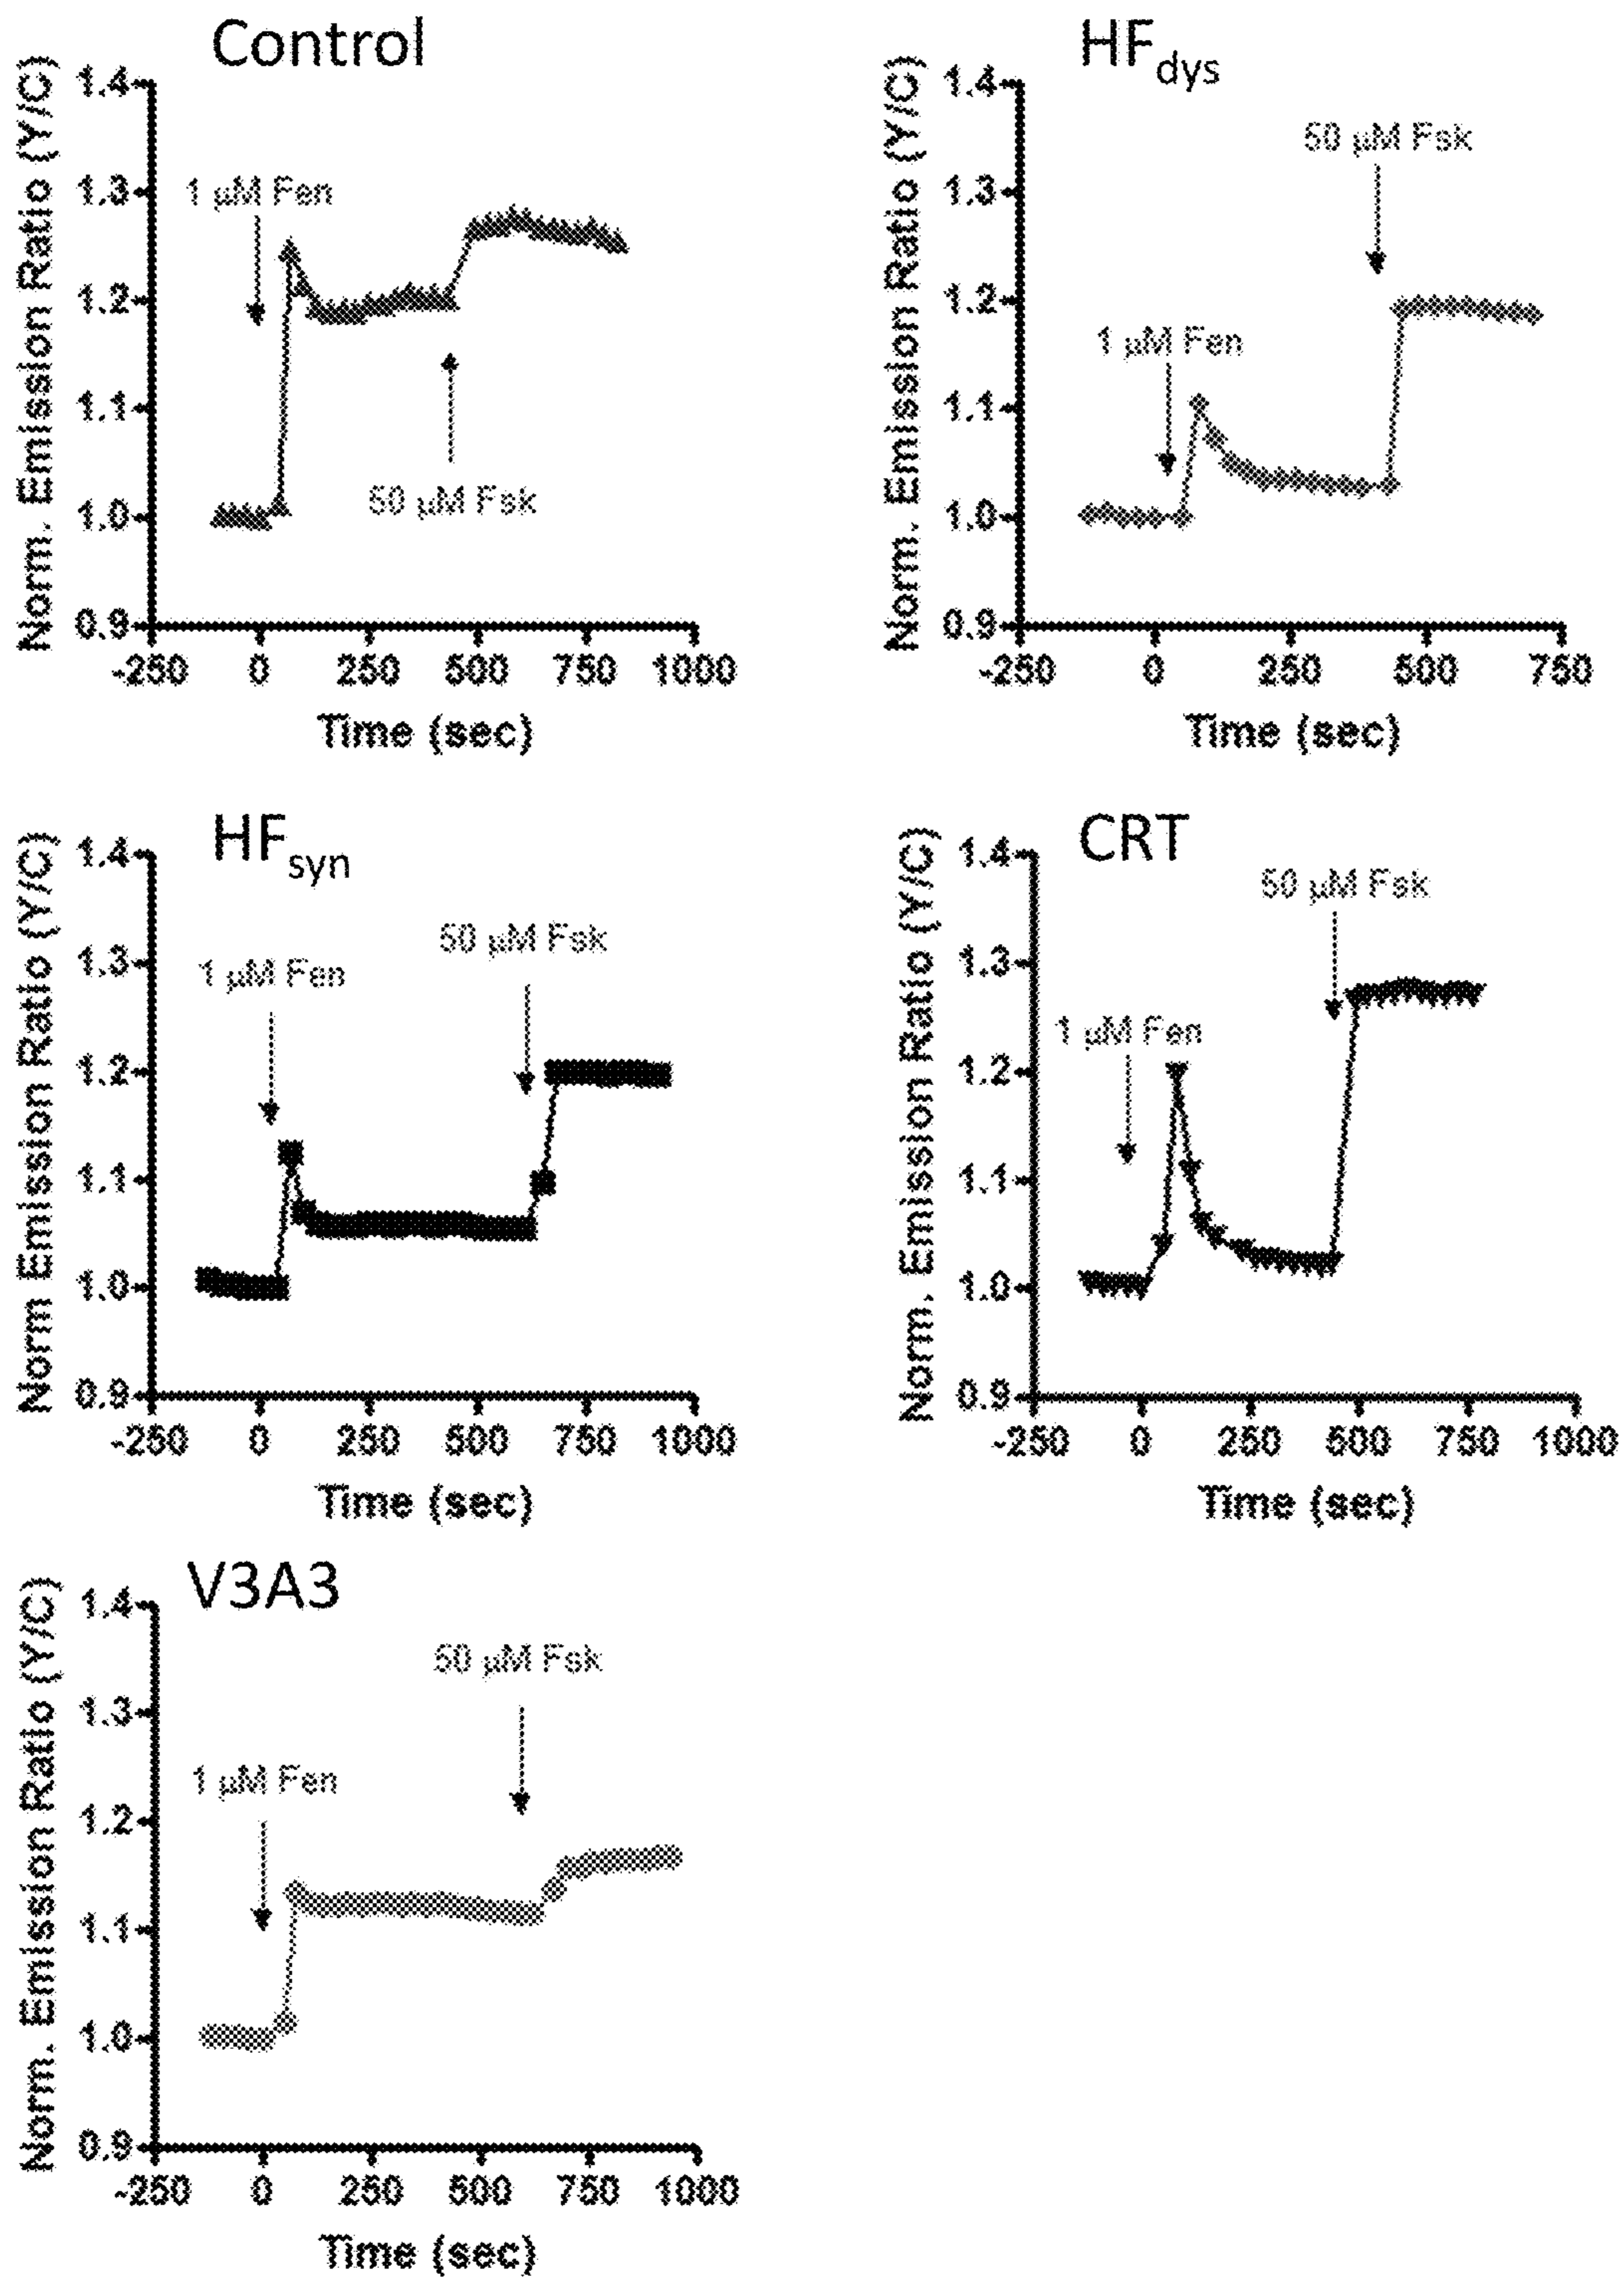 Control
Norm. Emission Ratio (Y/C)
1.4
1.3
1.2
1.1
1.0
0.9
1 µM Fen
50 µM Fsk
-250 0 250 500 750 1000
Time (sec)
HFdys
Norm. Emission Ratio (Y/C)
1.4
1.3
1.2
1.1
1.0
0.9
50 µM Fsk
1 µM Fen
-250 0 250 500 750
Time (sec)
HFsyn
Norm Emission Ratio (Y/C)
1.4
1.3
1.2
1.1
1.0
0.9
50 µM Fsk
1 µM Fen
-250 0 250 500 750 1000
Time (sec)
CRT
Norm. Emission Ratio (Y/C)
1.4
1.3
1.2
1.1
1.0
0.9
50 µM Fsk
1 µM Fen
-250 0 250 500 750 1000
Time (sec)
V3A3
Norm. Emission Ratio (Y/C)
1.4
1.3
1.2
1.1
1.0
0.9
50 µM Fsk
1 µM Fen
-250 0 250 500 750 1000
Time (sec)